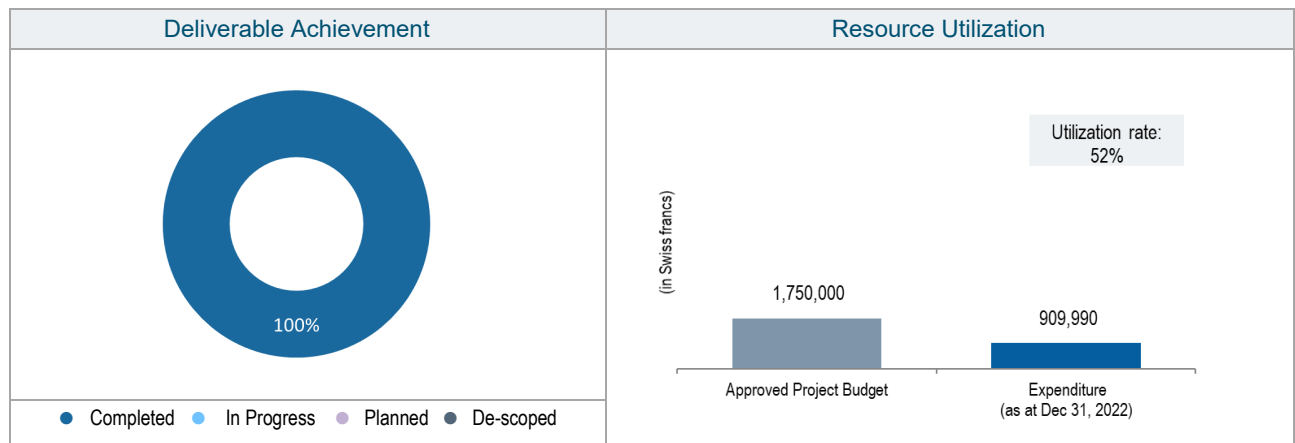 Deliverable Achievement
Resource Utilization
100%
Completed
In Progress
Planned
De-scoped
Utilization rate:
52%
(in Swiss francs)
1,750,000
909,990
Approved Project Budget
Expenditure
(as at Dec 31, 2022)